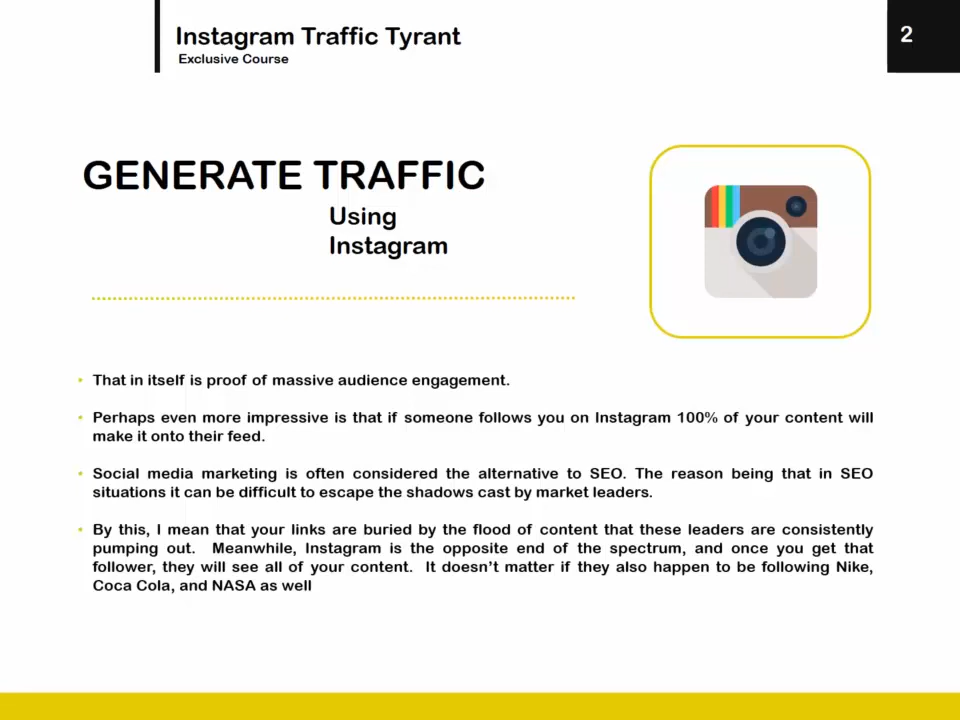 Instagram Traffic Tyrant
Exclusive Course
2
GENERATE TRAFFIC
Using
Instagram
• That in itself is proof of massive audience engagement.
• Perhaps even more impressive is that if someone follows you on Instagram 100% of your content will
make it onto their feed.
• Social media marketing is often considered the alternative to SEO. The reason being that in SEO
situations it can be difficult to escape the shadows cast by market leaders.
• By this, I mean that your links are buried by the flood of content that these leaders are consistently
pumping out. Meanwhile, Instagram is the opposite end of the spectrum, and once you get that
follower, they will see all of your content. It doesn’t matter if they also happen to be following Nike,
Coca Cola, and NASA as well